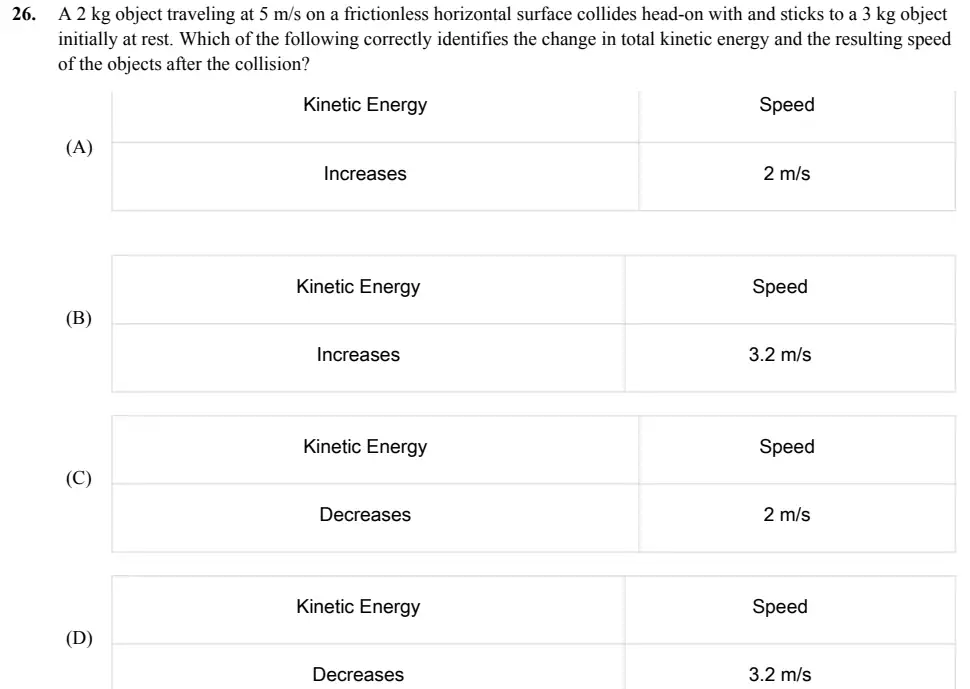 26. A 2 kg object traveling at 5 m/s on a frictionless horizontal surface collides head-on with and sticks to a 3 kg object
initially at rest. Which of the following correctly identifies the change in total kinetic energy and the resulting speed
of the objects after the collision?
Kinetic Energy Speed
(A)
Increases 2 m/s
Kinetic Energy Speed
(B)
Increases 3.2 m/s
Kinetic Energy Speed
(C)
Decreases 2 m/s
Kinetic Energy Speed
(D)
Decreases 3.2 m/s